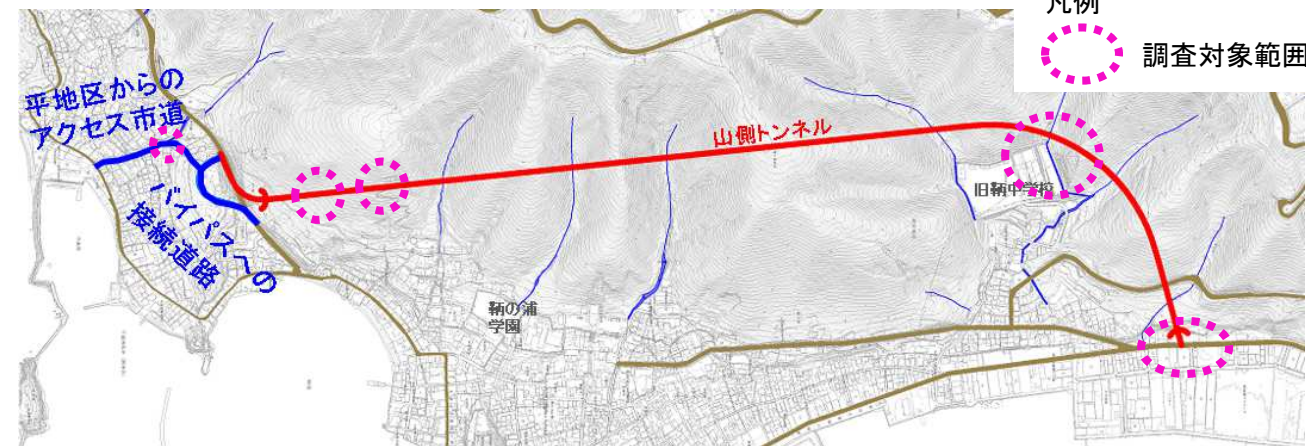 凡例
調査対象範囲
平地区からの
アクセス市道
バイパスへの
接続道路
山側トンネル
旧鞆中学校
鞆の浦
学園